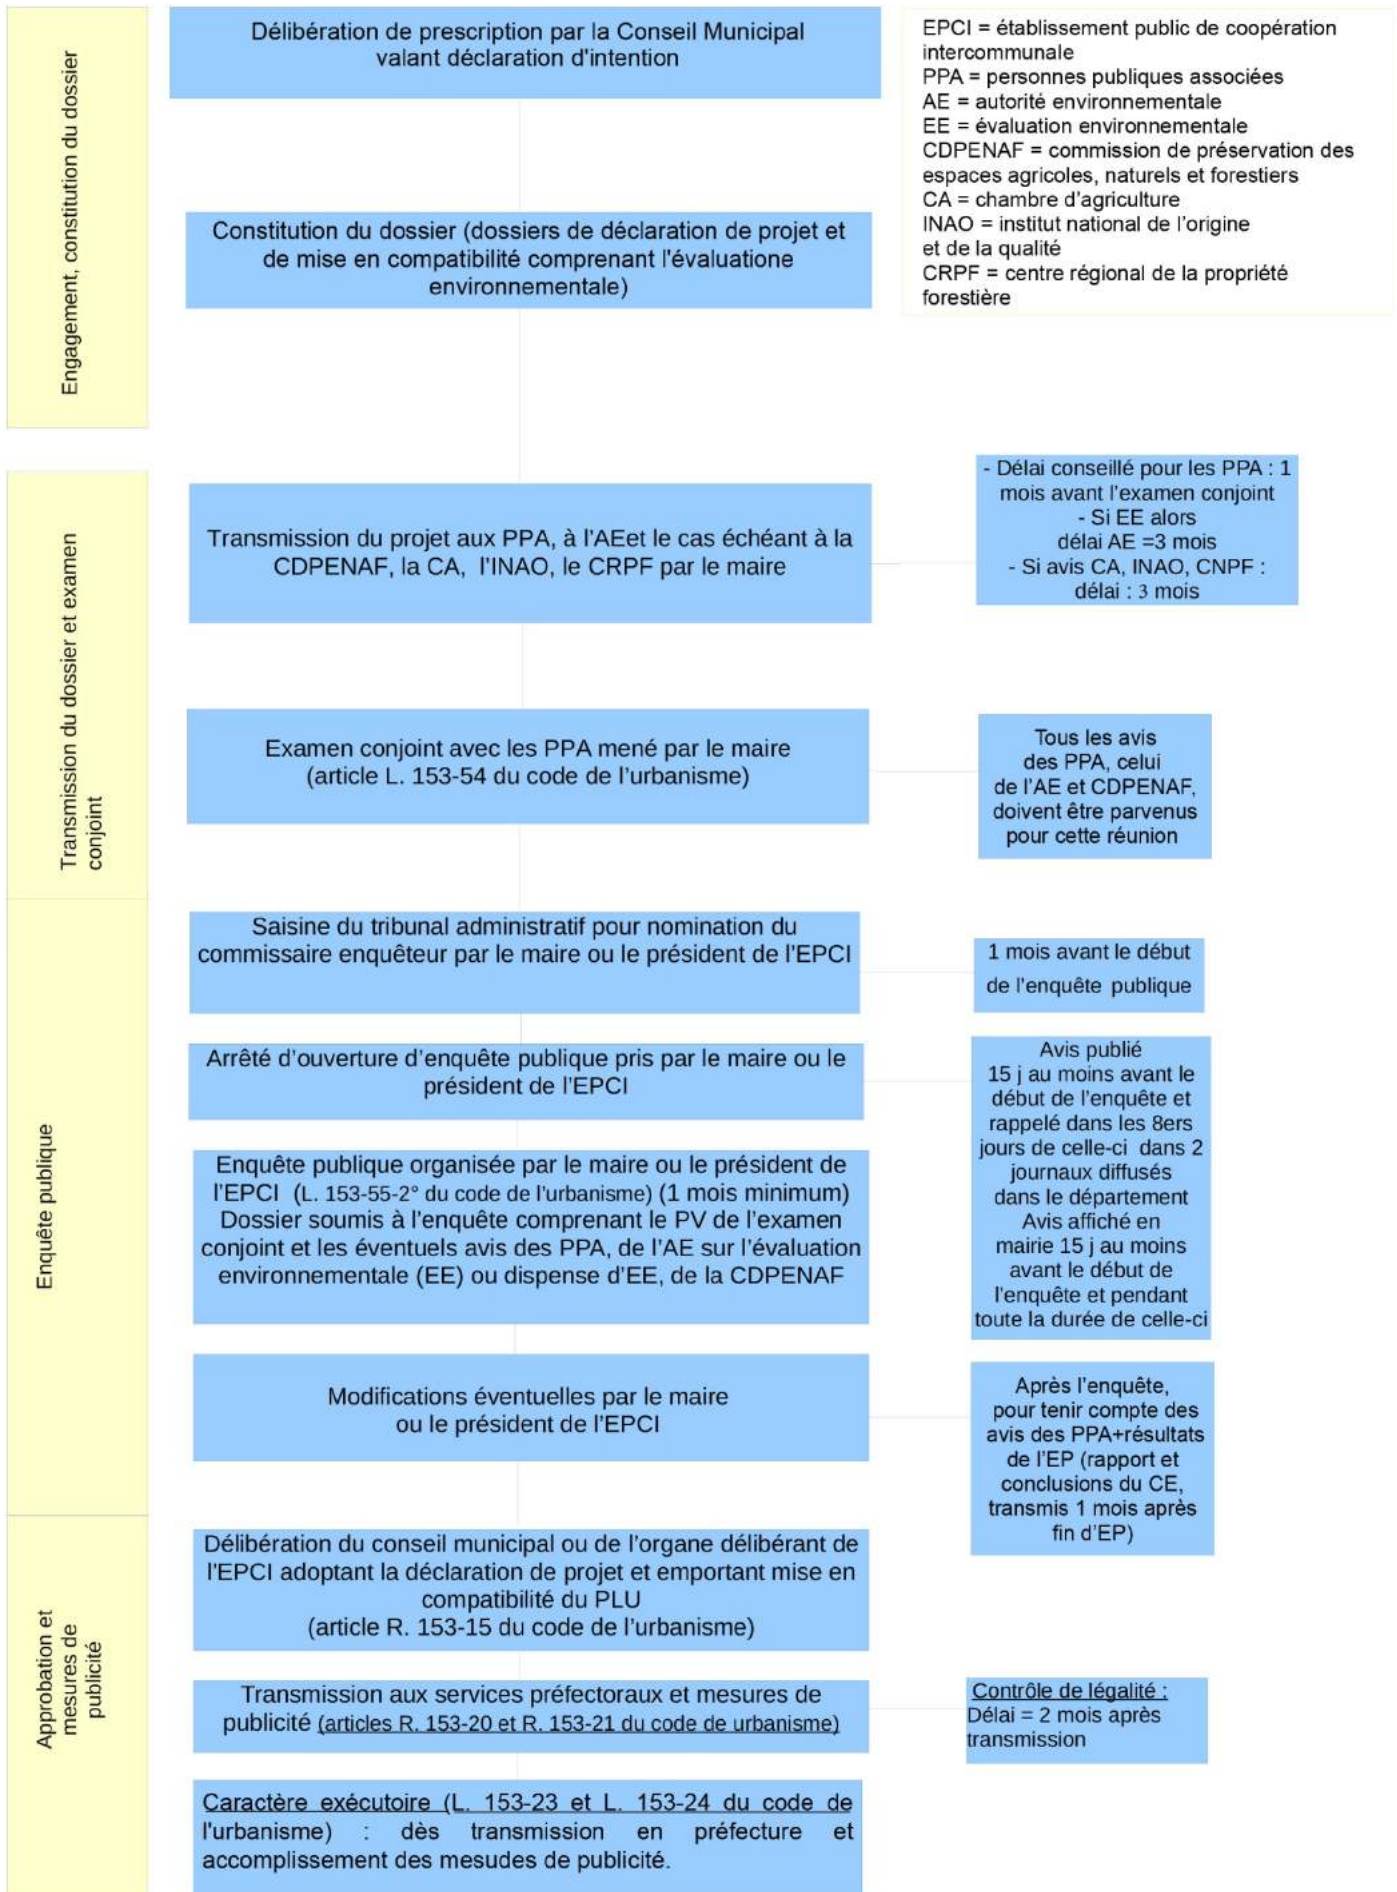 Engagement, constitution du dossier
Délibération de prescription par la Conseil Municipal
valant déclaration d'intention
EPCI = établissement public de coopération
intercommunale
PPA = personnes publiques associées
AE = autorité environnementale
EE = évaluation environnementale
CDPENAF = commission de préservation des
espaces agricoles, naturels et forestiers
CA = chambre d'agriculture
INAO = institut national de l'origine
et de la qualité
CRPF = centre régional de la propriété
forestière
Constitution du dossier (dossiers de déclaration de projet et
de mise en compatibilité comprenant l'évaluatione
environnementale)
Transmission du dossier et examen
conjoint
Transmission du projet aux PPA, à l'AEet le cas échéant à la
CDPENAF, la CA, l'INAO, le CRPF par le maire
- Délai conseillé pour les PPA : 1
mois avant l'examen conjoint
- Si EE alors
délai AE =3 mois
- Si avis CA, INAO, CNPF :
délai : 3 mois
Examen conjoint avec les PPA mené par le maire
(article L. 153-54 du code de l'urbanisme)
Tous les avis
des PPA, celui
de l'AE et CDPENAF,
doivent être parvenus
pour cette réunion
Enquête publique
Saisine du tribunal administratif pour nomination du
commissaire enquêteur par le maire ou le président de l'EPCI
1 mois avant le début
de l'enquête publique
Arrêté d'ouverture d'enquête publique pris par le maire ou le
président de l'EPCI
Avis publié
15 j au moins avant le
début de l'enquête et
rappelé dans les 8ers
jours de celle-ci dans 2
journaux diffusés
dans le département
Avis affiché en
mairie 15 j au moins
avant le début de
l'enquête et pendant
toute la durée de celle-ci
Enquête publique organisée par le maire ou le président de
l'EPCI (L. 153-55-2° du code de l'urbanisme) (1 mois minimum)
Dossier soumis à l'enquête comprenant le PV de l'examen
conjoint et les éventuels avis des PPA, de l'AE sur l'évaluation
environnementale (EE) ou dispense d'EE, de la CDPENAF
Modifications éventuelles par le maire
ou le président de l'EPCI
Après l'enquête,
pour tenir compte des
avis des PPA+résultats
de l'EP (rapport et
conclusions du CE,
transmis 1 mois après
fin d'EP)
Approbation et
mesures de
publicité
Délibération du conseil municipal ou de l'organe délibérant de
l'EPCI adoptant la déclaration de projet et emportant mise en
compatibilité du PLU
(article R. 153-15 du code de l'urbanisme)
Transmission aux services préfectoraux et mesures de
publicité (articles R. 153-20 et R. 153-21 du code de urbanisme)
Contrôle de légalité :
Délai = 2 mois après
transmission
Caractère exécutoire (L. 153-23 et L. 153-24 du code de
l'urbanisme) : dès transmission en préfecture et
accomplissement des mesudes de publicité.